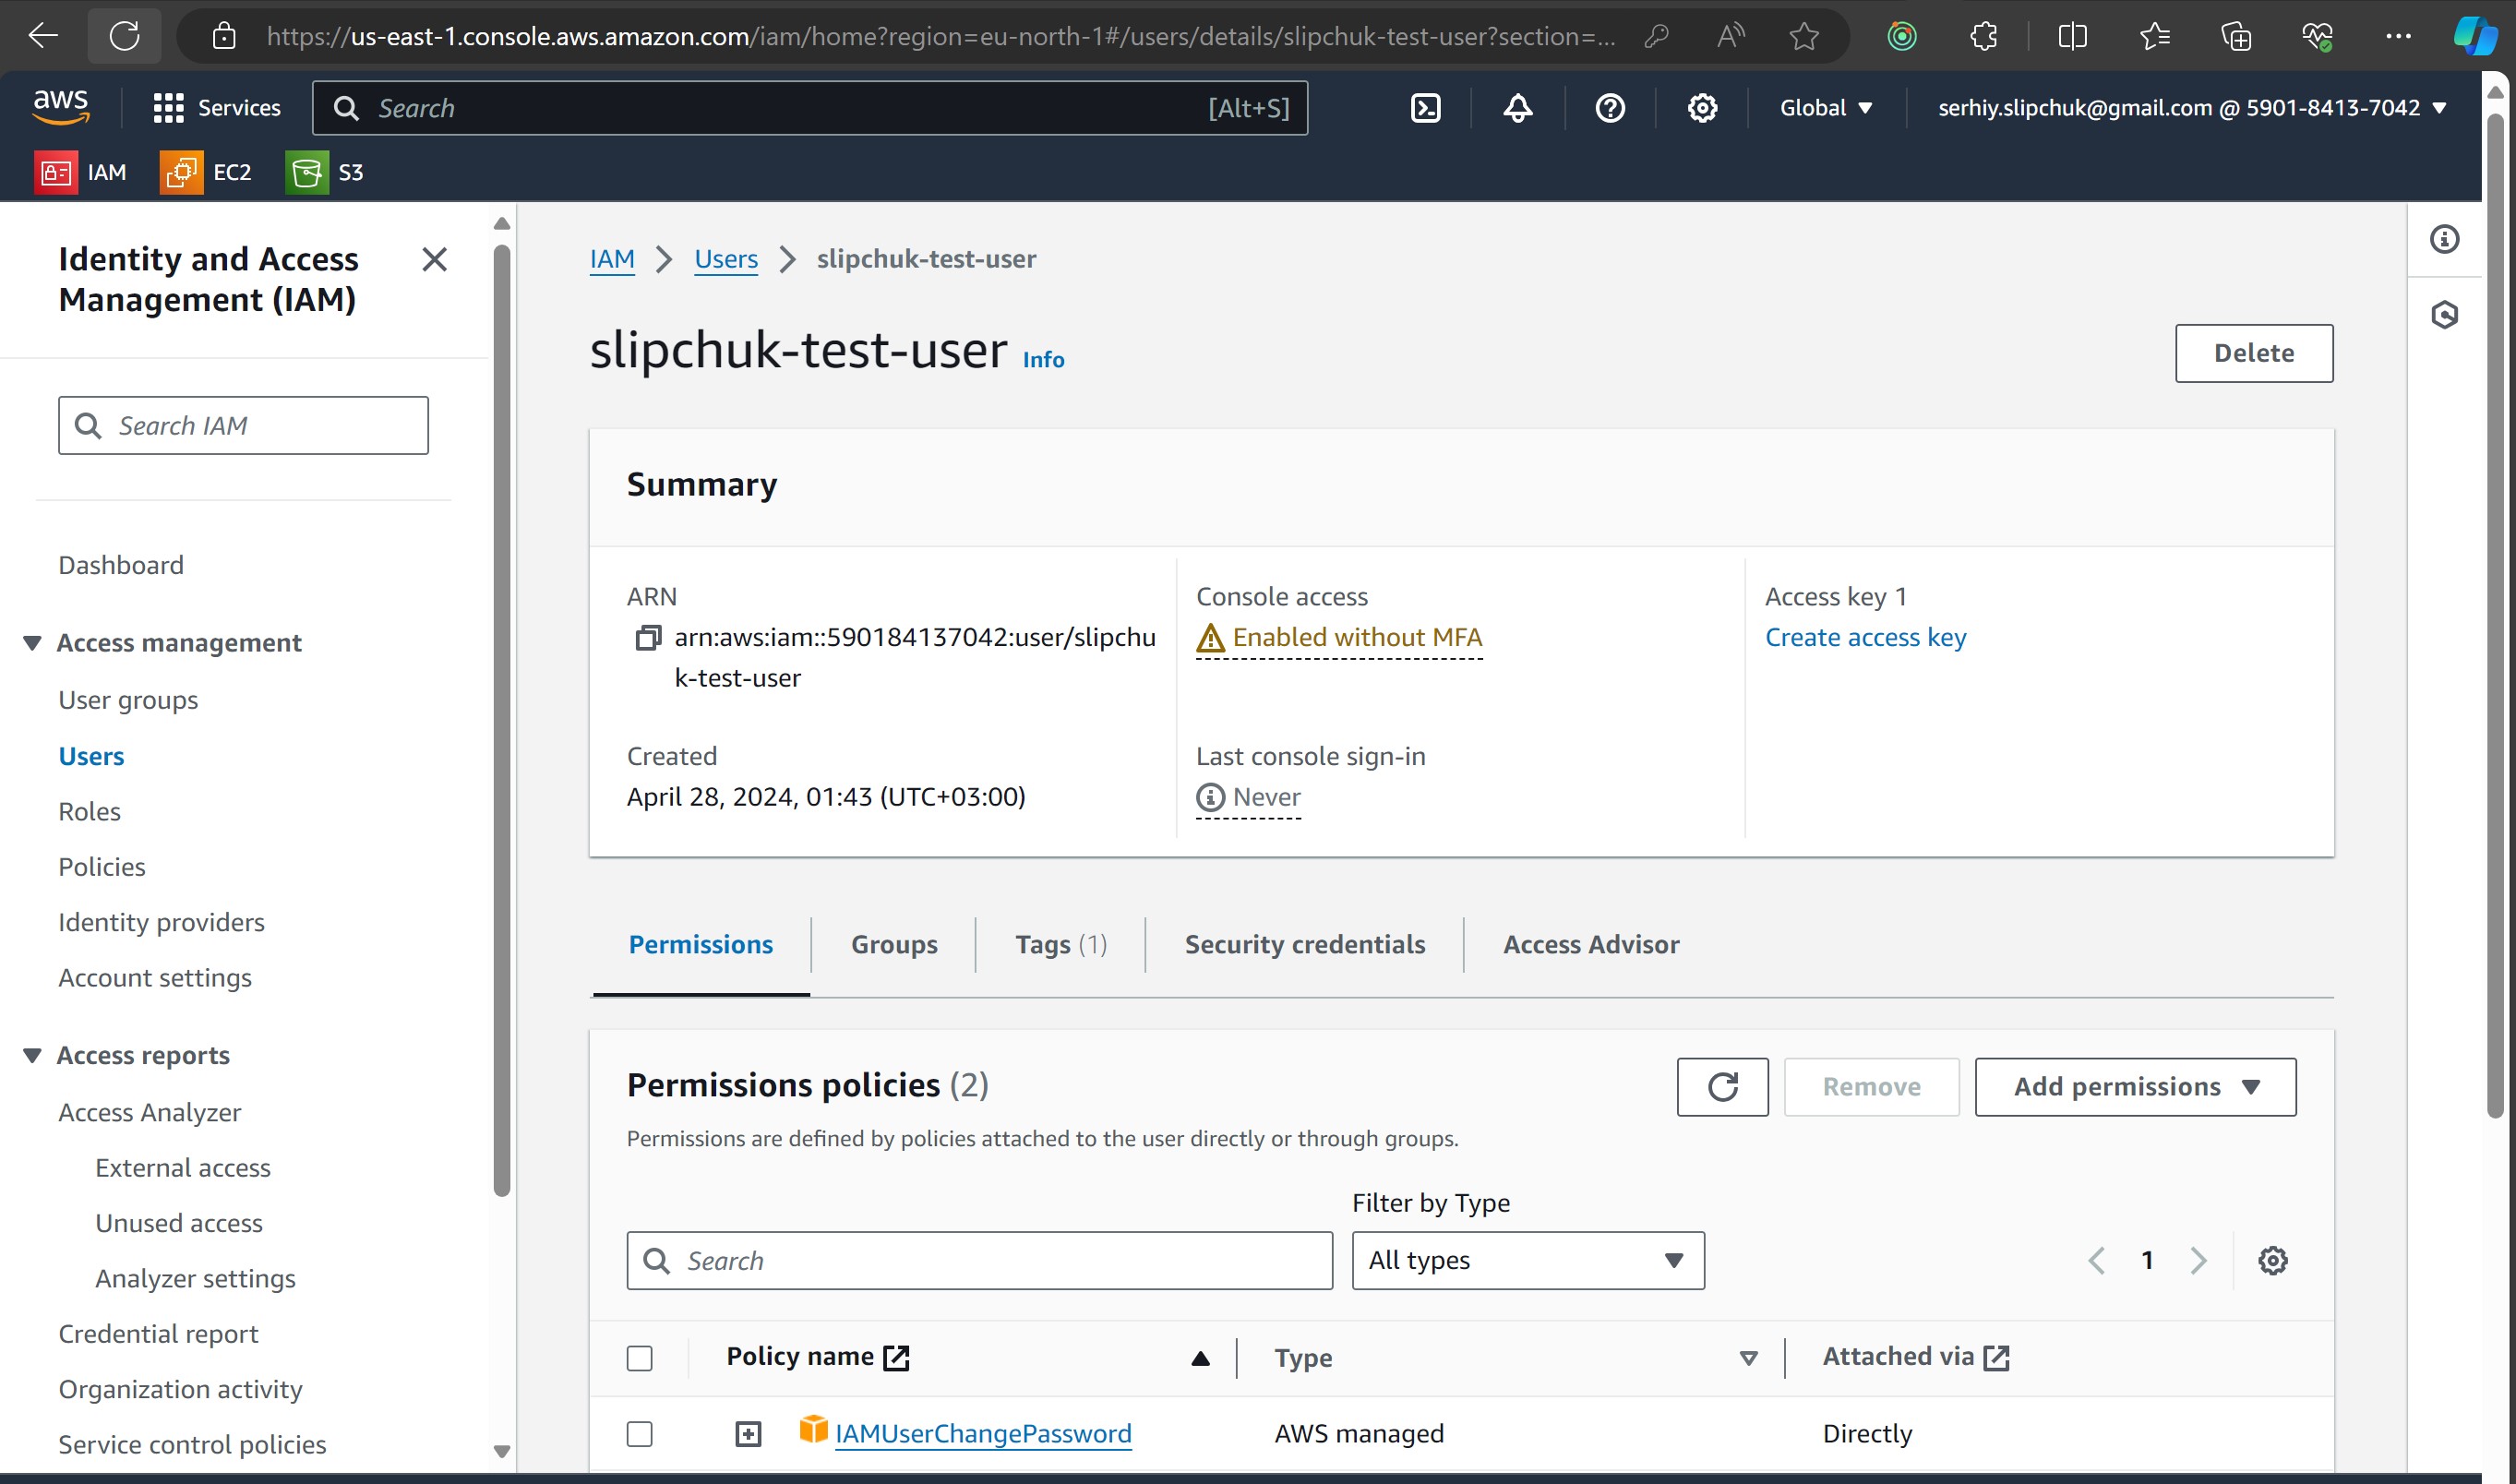 https://us-east-1.console.aws.amazon.com/iam/home?region=eu-north-1#/users/details/slipchuk-test-user?section=...
aws
Services
Search
[Alt+S]
Global
serhiy.slipchuk@gmail.com @ 5901-8413-7042
IAM
EC2
S3
Identity and Access
Management (IAM)
Search IAM
Dashboard
Access management
User groups
Users
Roles
Policies
Identity providers
Account settings
Access reports
Access Analyzer
External access
Unused access
Analyzer settings
Credential report
Organization activity
Service control policies
IAM
Users
slipchuk-test-user
slipchuk-test-user
Info
Delete
Summary
ARN
arn:aws:iam::590184137042:user/slipchu
k-test-user
Console access
Enabled without MFA
Access key 1
Create access key
Created
April 28, 2024, 01:43 (UTC+03:00)
Last console sign-in
Never
Permissions
Groups
Tags (1)
Security credentials
Access Advisor
Permissions policies (2)
Remove
Add permissions
Permissions are defined by policies attached to the user directly or through groups.
Filter by Type
Search
All types
1
Policy name
Type
Attached via
IAMUserChangePassword
AWS managed
Directly